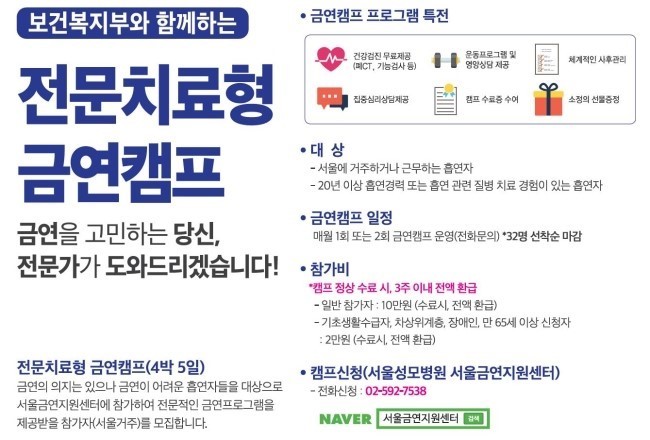 보건복지부와 함께하는
전문치료형
금연캠프
금연을 고민하는 당신,
전문가가 도와드리겠습니다!
전문치료형 금연캠프(4박 5일)
금연의 의지는 있으나 금연이 어려운 흡연자들을 대상으로
서울금연지원센터에 참가하여 전문적인 금연프로그램을
제공받을 참가자(서울거주)를 모집합니다.
• 금연캠프 프로그램 특전
건강검진 무료제공
(폐CT, 기능검사 등)
운동프로그램 및
영양상담 제공
체계적인 사후관리
집중심리상담제공
캠프 수료증 수여
소정의 선물증정
• 대 상
- 서울에 거주하거나 근무하는 흡연자
- 20년 이상 흡연경력 또는 흡연 관련 질병 치료 경험이 있는 흡연자
• 금연캠프 일정
매월 1회 또는 2회 금연캠프 운영(전화문의) *32명 선착순 마감
• 참가비
*캠프 정상 수료 시, 3주 이내 전액 환급
- 일반 참가자 : 10만원 (수료시, 전액 환급)
- 기초생활수급자, 차상위계층, 장애인, 만 65세 이상 신청자
: 2만원 (수료시, 전액 환급)
• 캠프신청(서울성모병원 서울금연지원센터)
- 전화신청 : 02-592-7538
NAVER 서울금연지원센터 검색